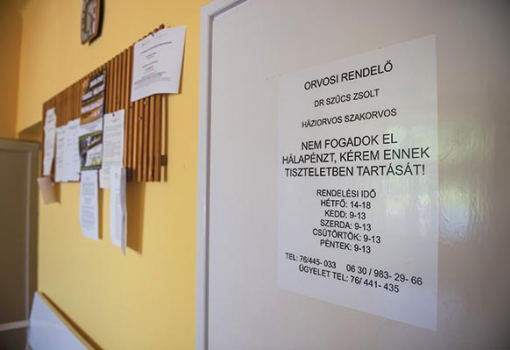 ORVOSI RENDELŐ
DR SZŰCS ZSOLT
HÁZIORVOS SZAKORVOS
NEM FOGADOK EL
HÁLAPÉNZT, KÉREM ENNEK
TISZTELETBEN TARTÁSÁT!
RENDELÉSI IDŐ
HÉTFŐ: 14-18
KEDD: 9-13
SZERDA: 9-13
CSÜTÖRTÖK: 9-13
PÉNTEK: 9-13
TEL: 76/445- 033 06 30 / 983- 29- 66
ÜGYELET TEL: 76/ 441- 435